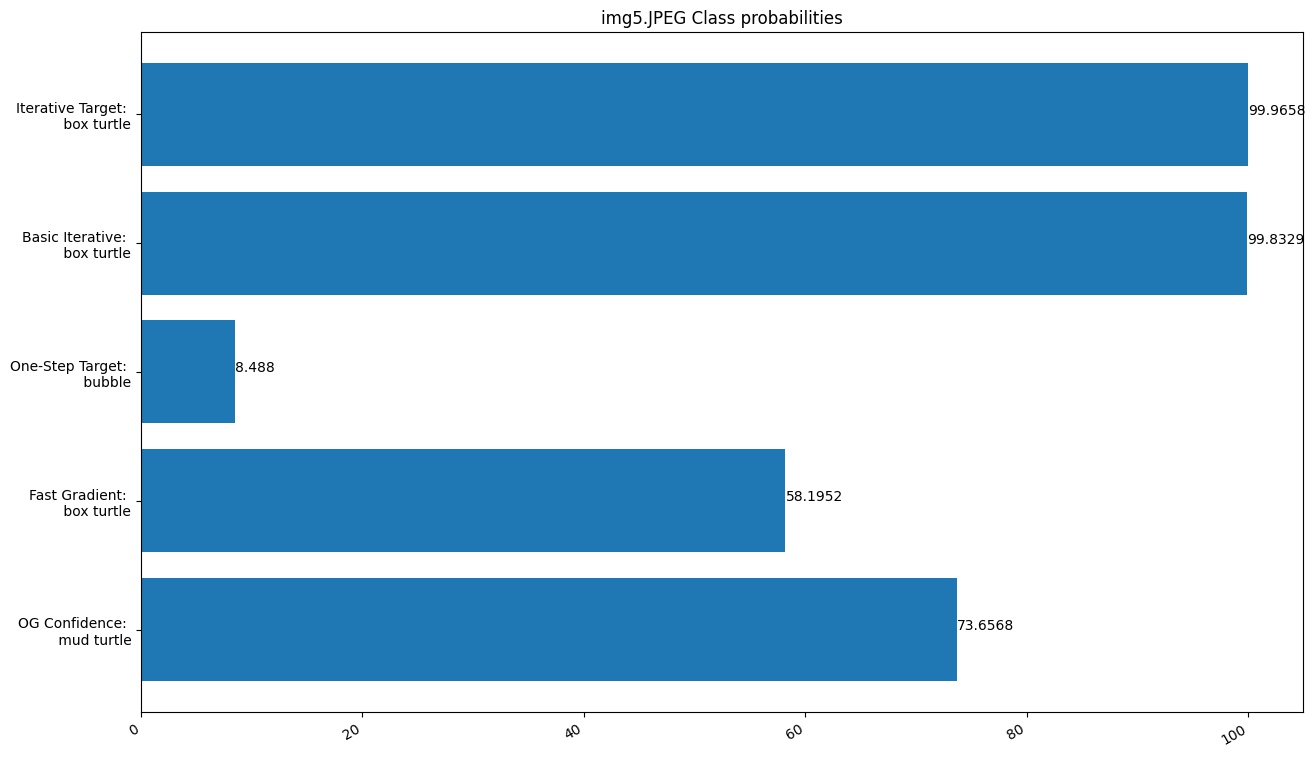 img5.JPEG Class probabilities
Iterative Target:
box turtle
99.9658
Basic Iterative:
box turtle
99.8329
One-Step Target:
bubble
8.488
Fast Gradient:
box turtle
58.1952
OG Confidence:
mud turtle
73.6568
0
20
40
60
80
100